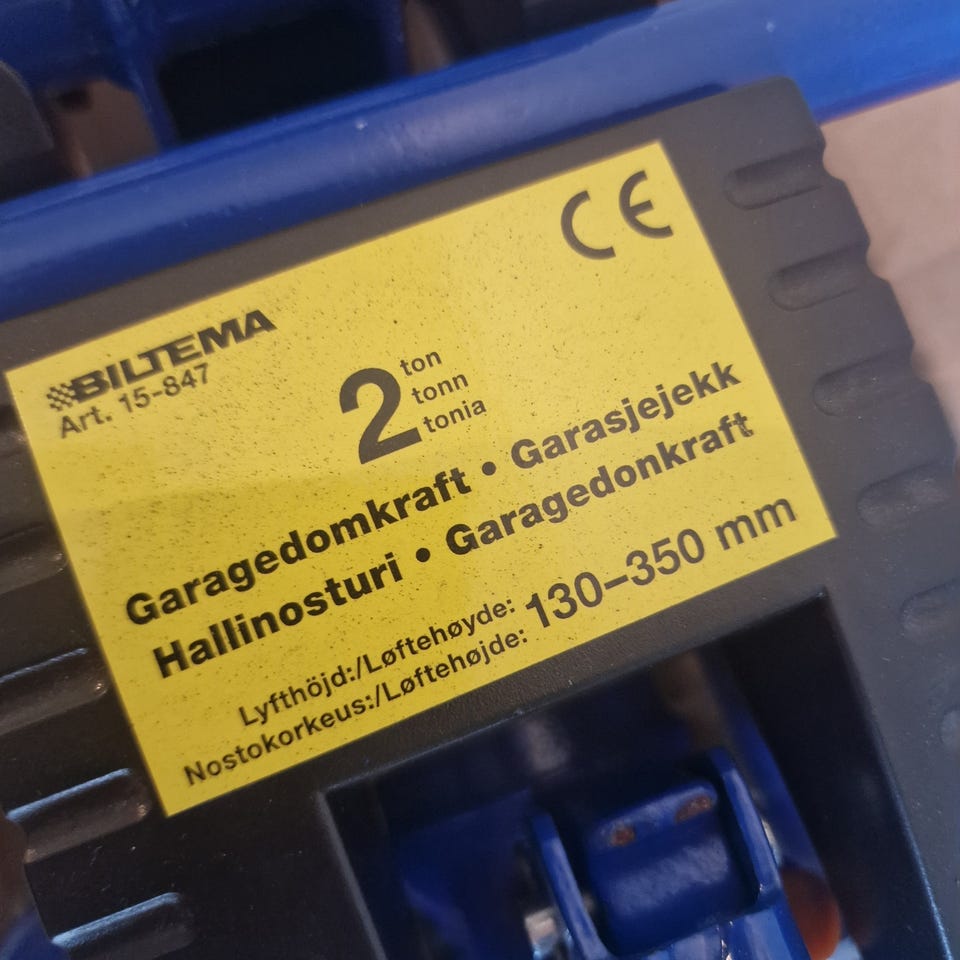 CE
BILTEMA
Art. 15-847
2 ton
tonn
tonia
Garagedomkraft • Garasjejekk
Hallinosturi • Garagedonkraft
Lyfthöjd:/Løftehøyde: 130–350 mm
Nostokorkeus:/Løftehøjde: